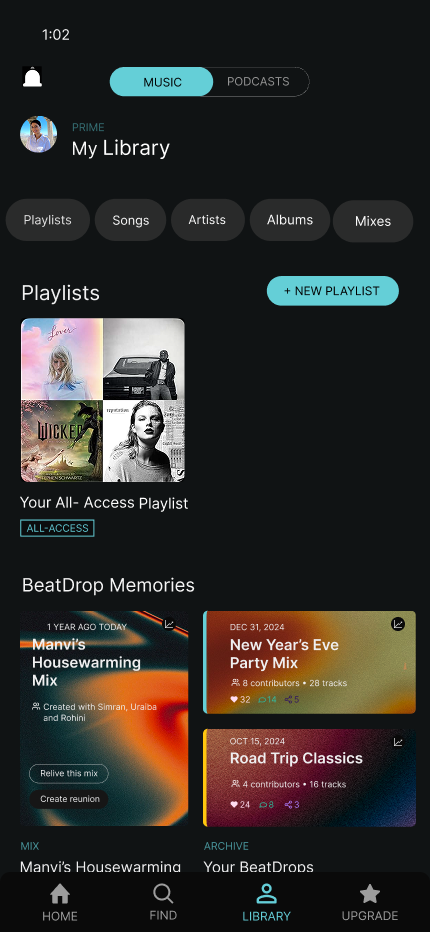 1:02
MUSIC
PODCASTS
PRIME
My Library
Playlists
Songs
Artists
Albums
Mixes
Playlists
+ NEW PLAYLIST
Lover
WICKED
STEPHEN SCHWARTZ
reputation
Your All- Access Playlist
ALL-ACCESS
BeatDrop Memories
1 YEAR AGO TODAY
Manvi's
Housewarming
Mix
Created with Simran, Uraiba
and Rohini
Relive this mix
Create reunion
MIX
Manvi's Housewarming
DEC 31, 2024
New Year's Eve
Party Mix
8 contributors • 28 tracks
32 14 5
OCT 15, 2024
Road Trip Classics
4 contributors • 16 tracks
24 8 3
ARCHIVE
Your BeatDrops
HOME
FIND
LIBRARY
UPGRADE